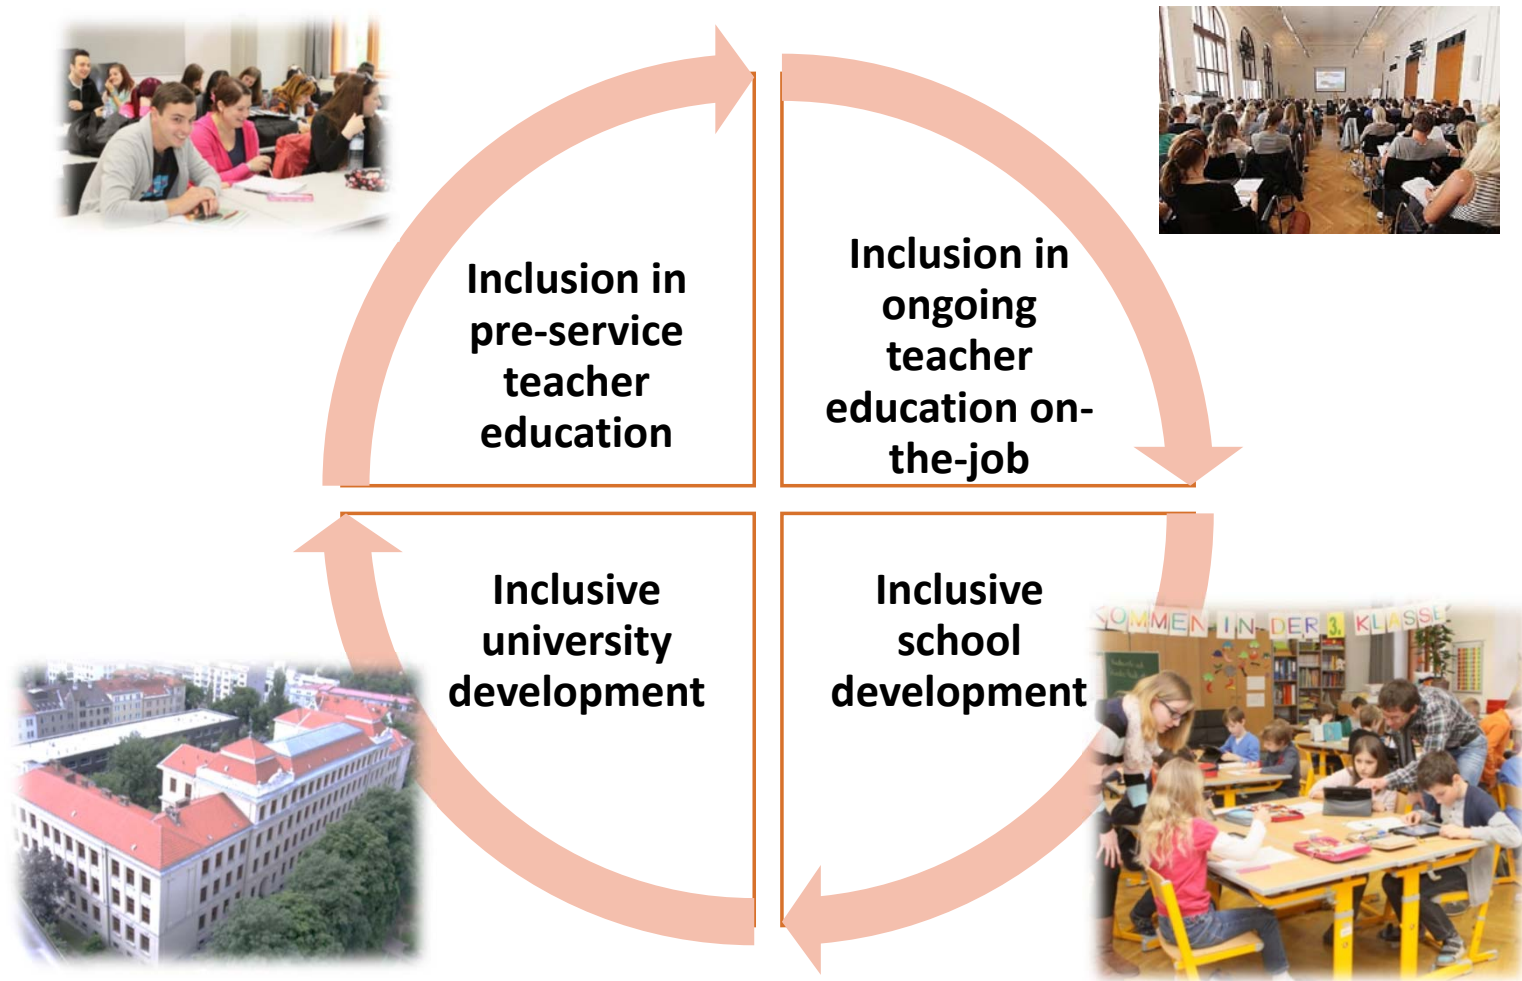 Inclusion in
pre-service
teacher
education
Inclusion in
ongoing
teacher
education on-
the-job
Inclusive
university
development
Inclusive
school
development
KOMMEN IN DER 3. KLASSE